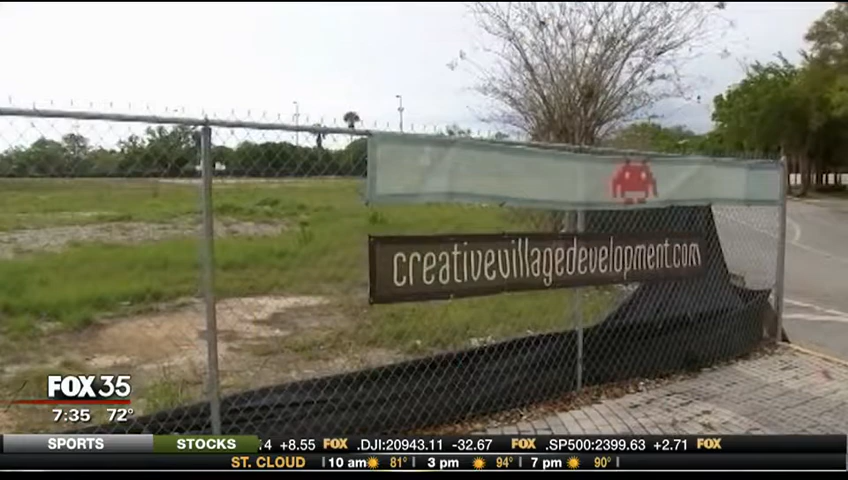 creativevillagedevelopment.com
FOX 35
7:35 72°
SPORTS STOCKS 4 +8.55 FOX .DJI:20943.11 -32.67 FOX .SP500:2399.63 +2.71 FOX
ST. CLOUD 10 am 81° 3 pm 94° 7 pm 90°